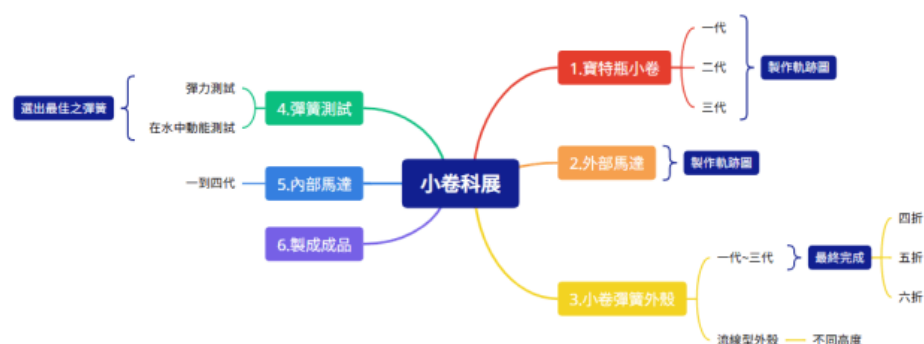 小卷科展
1.寶特瓶小卷
一代
二代
三代
製作軌跡圖
2.外部馬達
製作軌跡圖
3.小卷彈簧外殼
一代~三代
最終完成
四折
五折
六折
流線型外殼
不同高度
4.彈簧測試
彈力測試
在水中動能測試
選出最佳之彈簧
5.內部馬達
一到四代
6.製成成品